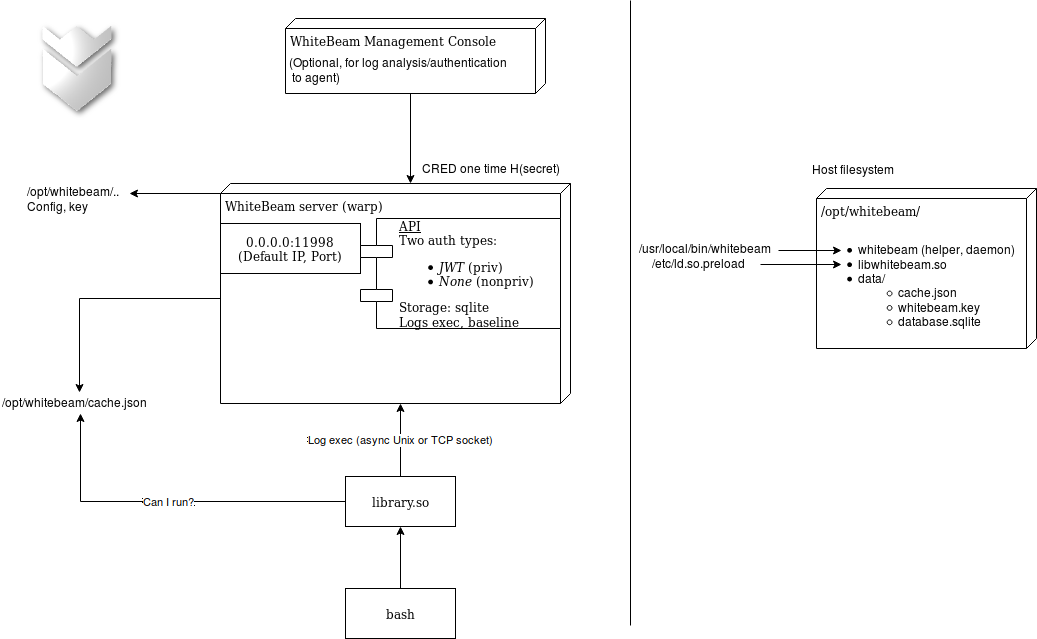 WhiteBeam Management Console
(Optional, for log analysis/authentication
to agent)
CRED one time H(secret)
/opt/whitebeam/..
Config, key
WhiteBeam server (warp)
0.0.0.0:11998
(Default IP, Port)
API
Two auth types:
• JWT (priv)
• None (nonpriv)
Storage: sqlite
Logs exec, baseline
/opt/whitebeam/cache.json
Log exec (async Unix or TCP socket)
Can I run?
library.so
bash
Host filesystem
/opt/whitebeam/
/usr/local/bin/whitebeam
/etc/ld.so.preload
• whitebeam (helper, daemon)
• libwhitebeam.so
• data/
○ cache.json
○ whitebeam.key
○ database.sqlite